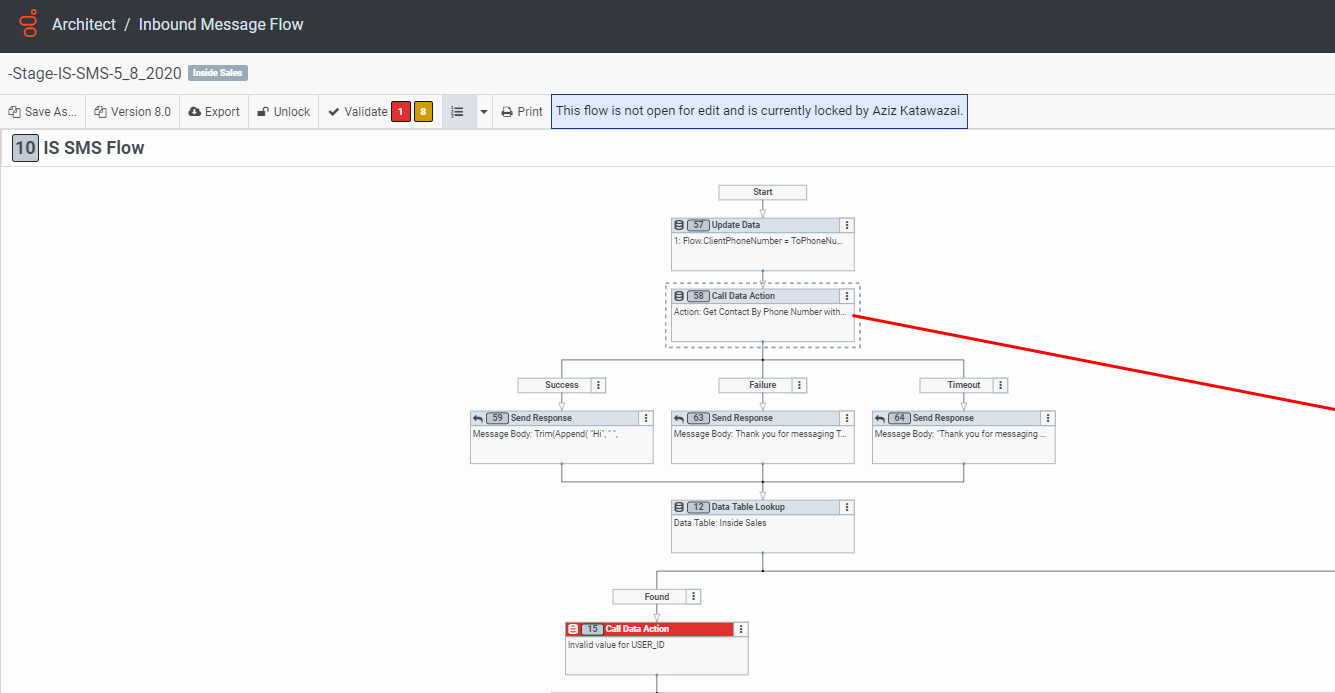 Architect / Inbound Message Flow
-Stage-IS-SMS-5_8_2020 Inside Sales
Save As... Version 8.0 Export Unlock Validate 1 8 Print This flow is not open for edit and is currently locked by Aziz Katawazai.
10 IS SMS Flow
Start
57 Update Data
1: Flow.ClientPhoneNumber = ToPhoneNu...
58 Call Data Action
Action: Get Contact By Phone Number with...
Success Failure Timeout
59 Send Response
Message Body: Trim(Append( "Hi", " ",
63 Send Response
Message Body: Thank you for messaging T...
64 Send Response
Message Body: "Thank you for messaging ...
12 Data Table Lookup
Data Table: Inside Sales
Found
15 Call Data Action
Invalid value for USER_ID